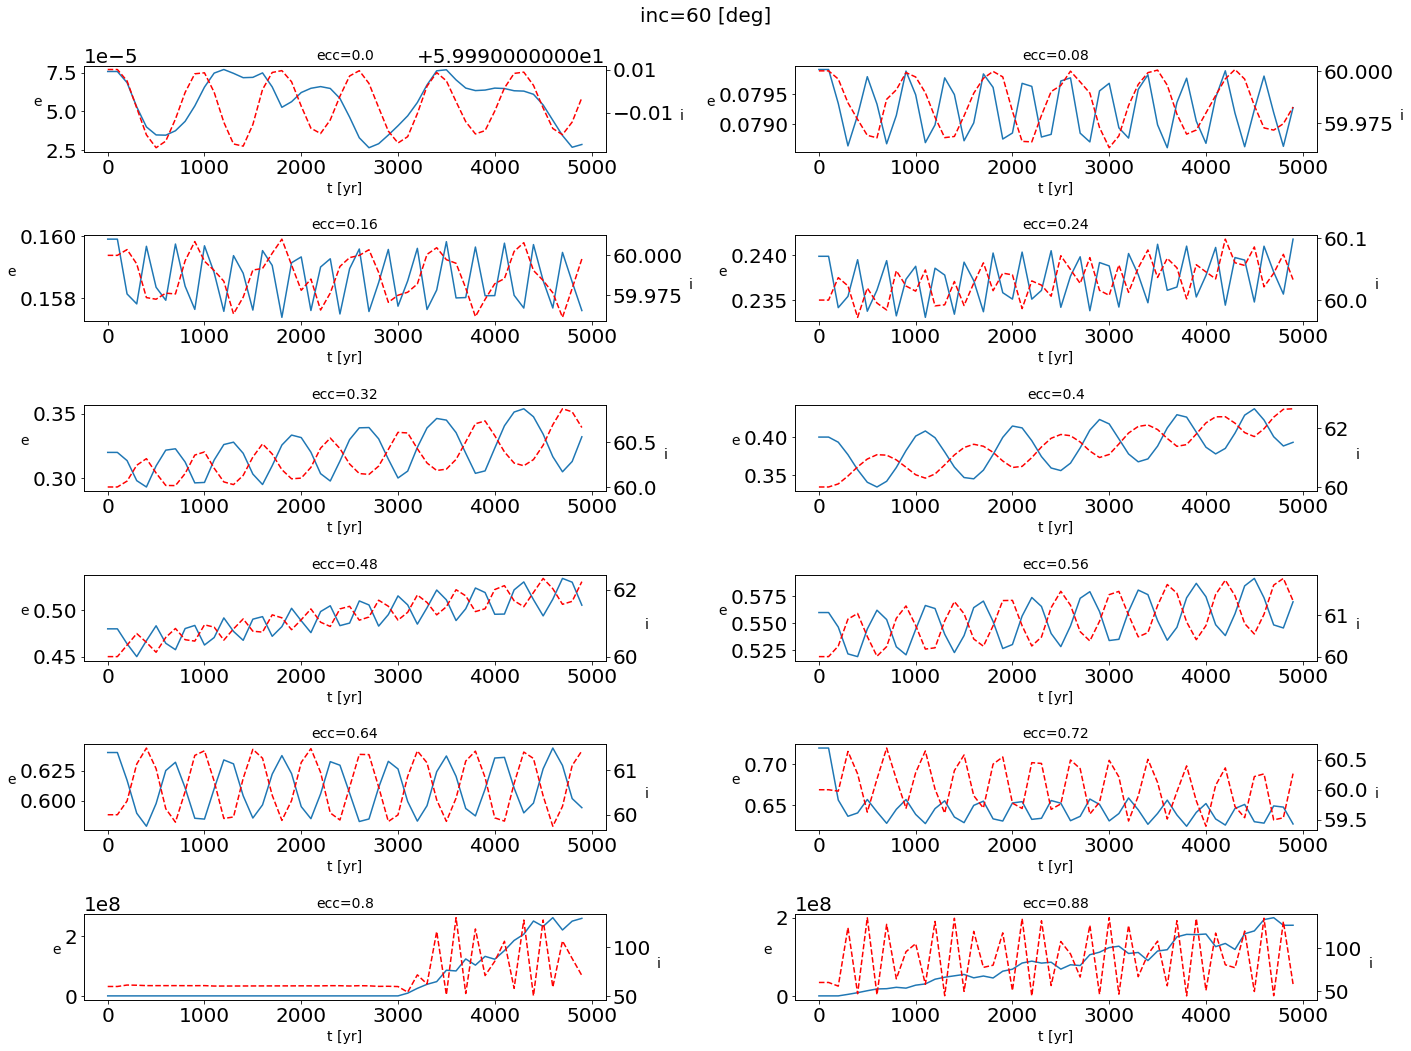 inc=60 [deg]
1e−5 ecc=0.0 +5.9990000000e1
7.5 0.01
e 5.0 −0.01 i
2.5
0 1000 2000 3000 4000 5000
t [yr]
ecc=0.08
0.0795 60.000
e 0.0790 59.975 i
0 1000 2000 3000 4000 5000
t [yr]
ecc=0.16
0.160 60.000
e 0.158 59.975 i
0 1000 2000 3000 4000 5000
t [yr]
ecc=0.24
0.240 60.1
e 0.235 60.0 i
0 1000 2000 3000 4000 5000
t [yr]
ecc=0.32
0.35 60.5
e 0.30 60.0 i
0 1000 2000 3000 4000 5000
t [yr]
ecc=0.4
0.40 62
e 0.35 60 i
0 1000 2000 3000 4000 5000
t [yr]
ecc=0.48
0.50 62
e 0.45 60 i
0 1000 2000 3000 4000 5000
t [yr]
ecc=0.56
0.575 61
e 0.550 60 i
0.525
0 1000 2000 3000 4000 5000
t [yr]
ecc=0.64
0.625 61
e 0.600 60 i
0 1000 2000 3000 4000 5000
t [yr]
ecc=0.72
0.70 60.5
e 0.65 60.0 i
59.5
0 1000 2000 3000 4000 5000
t [yr]
1e8 ecc=0.8
2 100
e 0 50 i
0 1000 2000 3000 4000 5000
t [yr]
1e8 ecc=0.88
2 100
e 0 50 i
0 1000 2000 3000 4000 5000
t [yr]